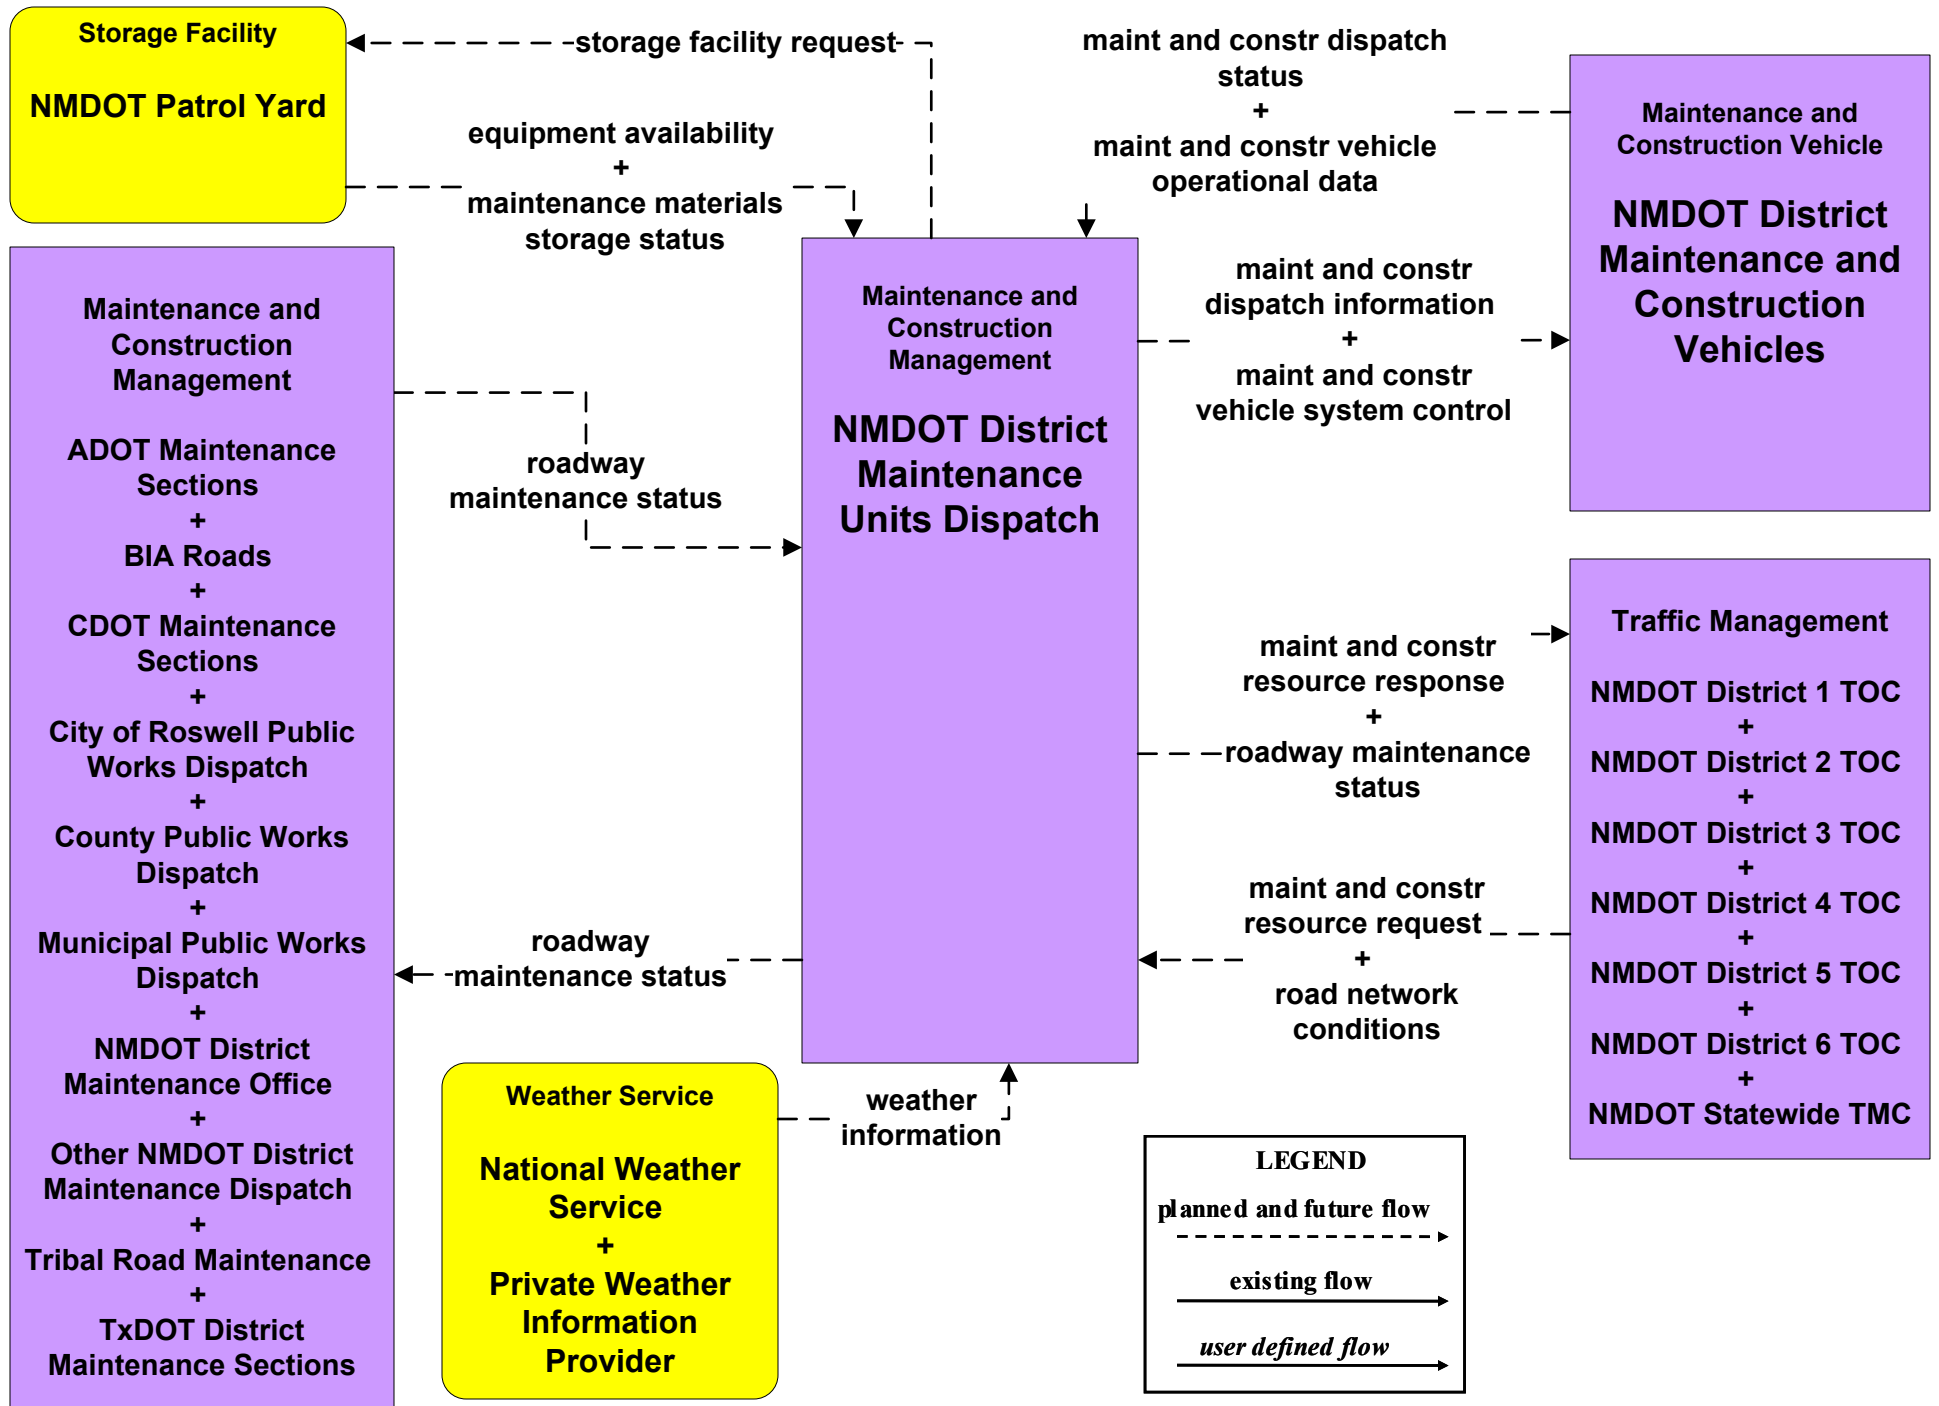 Storage Facility
NMDOT Patrol Yard
storage facility request
equipment availability
+
maintenance materials
storage status
maint and constr dispatch
status
+
maint and constr vehicle
operational data
Maintenance and
Construction Vehicle
NMDOT District
Maintenance and
Construction
Vehicles
Maintenance and
Construction
Management
ADOT Maintenance
Sections
+
BIA Roads
+
CDOT Maintenance
Sections
+
City of Roswell Public
Works Dispatch
+
County Public Works
Dispatch
+
Municipal Public Works
Dispatch
+
NMDOT District
Maintenance Office
+
Other NMDOT District
Maintenance Dispatch
+
Tribal Road Maintenance
+
TxDOT District
Maintenance Sections
roadway
maintenance status
roadway
maintenance status
Maintenance and
Construction
Management
NMDOT District
Maintenance
Units Dispatch
maint and constr
dispatch information
+
maint and constr
vehicle system control
maint and constr
resource response
+
roadway maintenance
status
maint and constr
resource request
+
road network
conditions
Traffic Management
NMDOT District 1 TOC
+
NMDOT District 2 TOC
+
NMDOT District 3 TOC
+
NMDOT District 4 TOC
+
NMDOT District 5 TOC
+
NMDOT District 6 TOC
+
NMDOT Statewide TMC
Weather Service
National Weather
Service
+
Private Weather
Information
Provider
weather
information
LEGEND
planned and future flow
existing flow
user defined flow